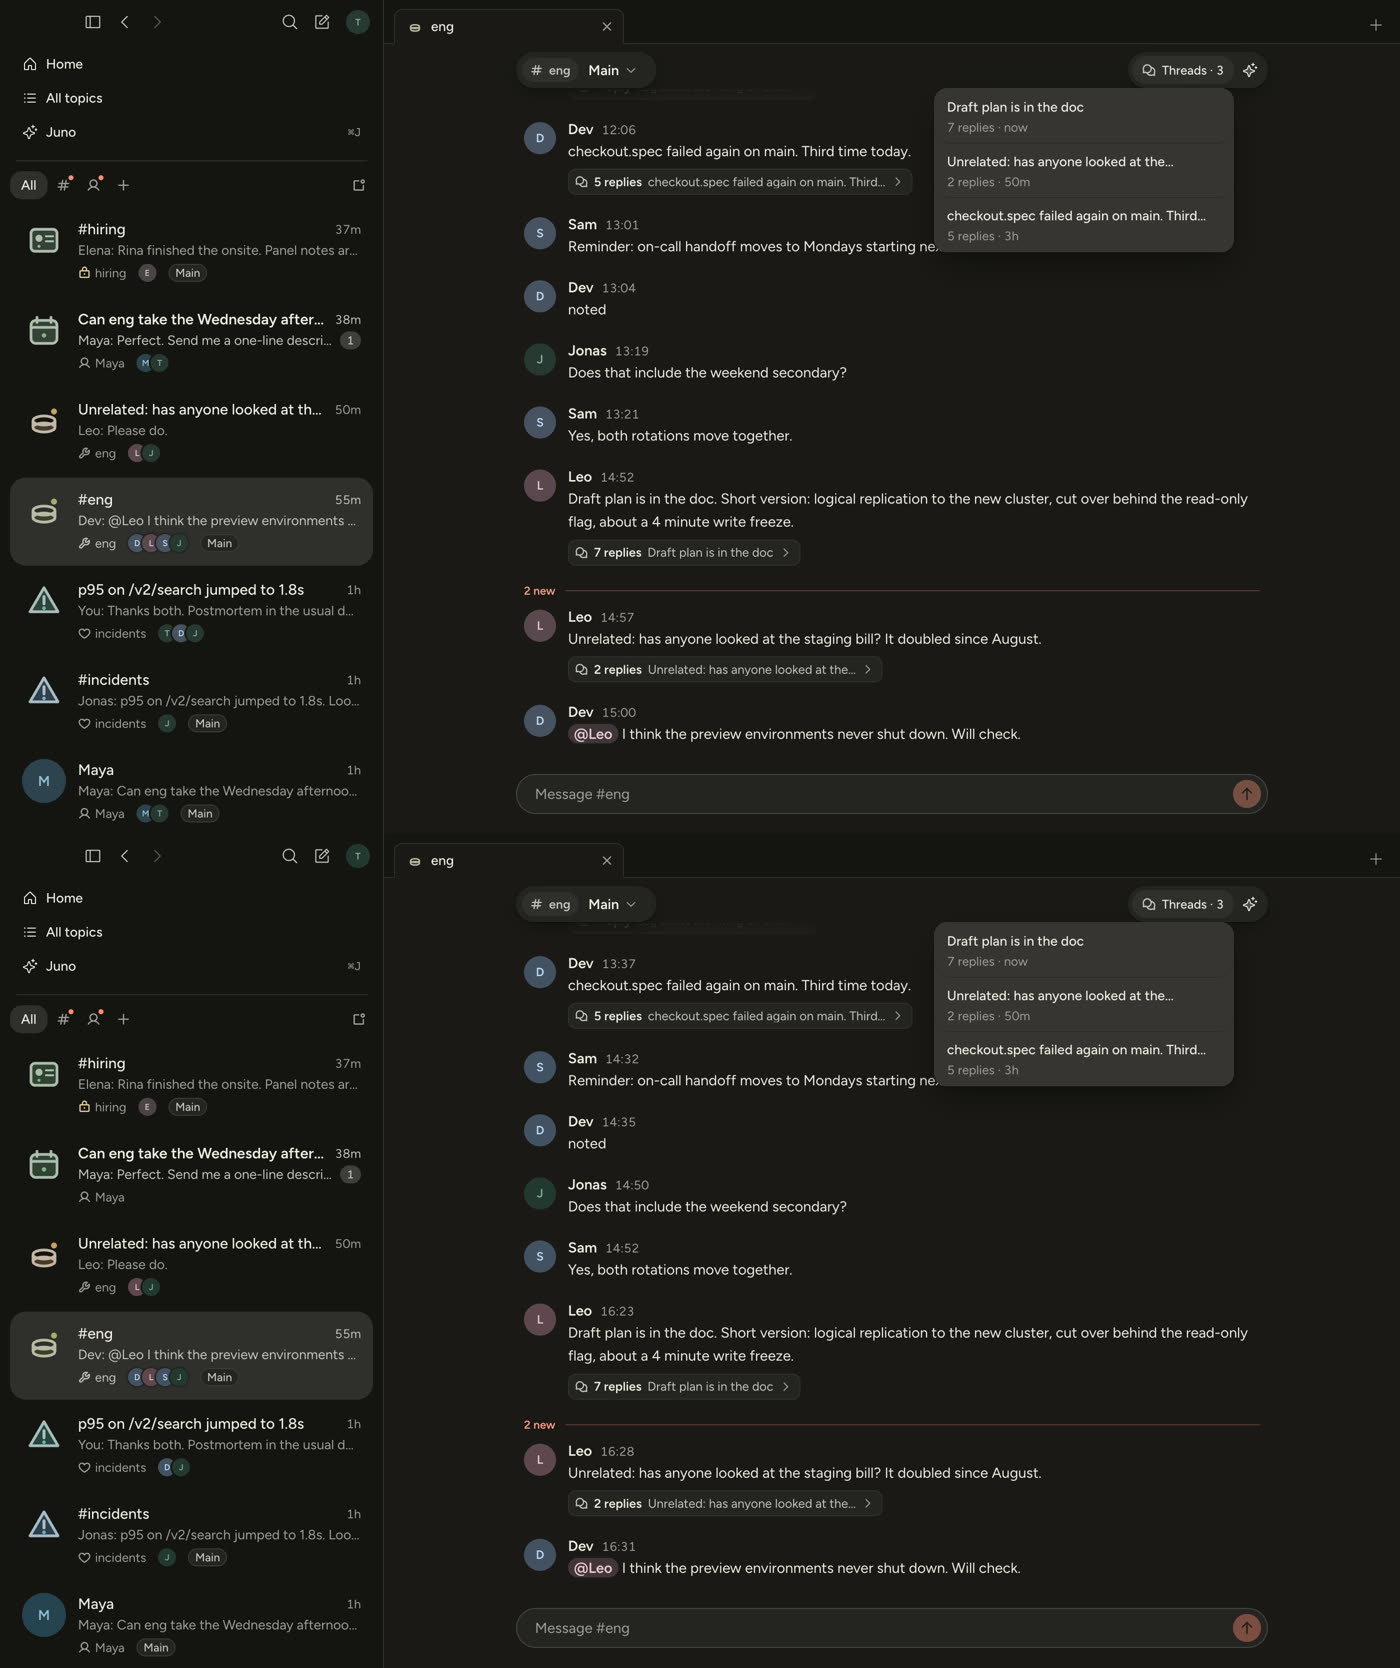 T
Home
All topics
Juno
⌘J
All
#hiring 37m
Elena: Rina finished the onsite. Panel notes ar...
hiring E Main
Can eng take the Wednesday after... 38m
Maya: Perfect. Send me a one-line descri... 1
Maya M T
Unrelated: has anyone looked at th... 50m
Leo: Please do.
eng L J
#eng 55m
Dev: @Leo I think the preview environments ...
eng D L S J Main
p95 on /v2/search jumped to 1.8s 1h
You: Thanks both. Postmortem in the usual d...
incidents T D J
#incidents 1h
Jonas: p95 on /v2/search jumped to 1.8s. Loo...
incidents J Main
M
Maya 1h
Maya: Can eng take the Wednesday afternoo...
Maya M T Main
eng
# eng Main
Threads · 3
Draft plan is in the doc
7 replies · now
Unrelated: has anyone looked at the...
2 replies · 50m
checkout.spec failed again on main. Third...
5 replies · 3h
D
Dev 12:06
checkout.spec failed again on main. Third time today.
5 replies checkout.spec failed again on main. Third...
S
Sam 13:01
Reminder: on-call handoff moves to Mondays starting
D
Dev 13:04
noted
J
Jonas 13:19
Does that include the weekend secondary?
S
Sam 13:21
Yes, both rotations move together.
L
Leo 14:52
Draft plan is in the doc. Short version: logical replication to the new cluster, cut over behind the read-only
flag, about a 4 minute write freeze.
7 replies Draft plan is in the doc
2 new
L
Leo 14:57
Unrelated: has anyone looked at the staging bill? It doubled since August.
2 replies Unrelated: has anyone looked at the...
D
Dev 15:00
@Leo I think the preview environments never shut down. Will check.
Message #eng
T
Home
All topics
Juno
⌘J
All
#hiring 37m
Elena: Rina finished the onsite. Panel notes ar...
hiring E Main
Can eng take the Wednesday after... 38m
Maya: Perfect. Send me a one-line descri... 1
Maya
Unrelated: has anyone looked at th... 50m
Leo: Please do.
eng L J
#eng 55m
Dev: @Leo I think the preview environments ...
eng D L S J Main
p95 on /v2/search jumped to 1.8s 1h
You: Thanks both. Postmortem in the usual d...
incidents D J
#incidents 1h
Jonas: p95 on /v2/search jumped to 1.8s. Loo...
incidents J Main
M
Maya 1h
Maya: Can eng take the Wednesday afternoo...
Maya Main
eng
# eng Main
Threads · 3
Draft plan is in the doc
7 replies · now
Unrelated: has anyone looked at the...
2 replies · 50m
checkout.spec failed again on main. Third...
5 replies · 3h
D
Dev 13:37
checkout.spec failed again on main. Third time today.
5 replies checkout.spec failed again on main. Third...
S
Sam 14:32
Reminder: on-call handoff moves to Mondays starting
D
Dev 14:35
noted
J
Jonas 14:50
Does that include the weekend secondary?
S
Sam 14:52
Yes, both rotations move together.
L
Leo 16:23
Draft plan is in the doc. Short version: logical replication to the new cluster, cut over behind the read-only
flag, about a 4 minute write freeze.
7 replies Draft plan is in the doc
2 new
L
Leo 16:28
Unrelated: has anyone looked at the staging bill? It doubled since August.
2 replies Unrelated: has anyone looked at the...
D
Dev 16:31
@Leo I think the preview environments never shut down. Will check.
Message #eng